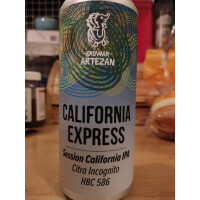 BROWAR
ARTEZAN
CALIFORNIA
EXPRESS
Session California IPA
Citra Incognito
HBC 586